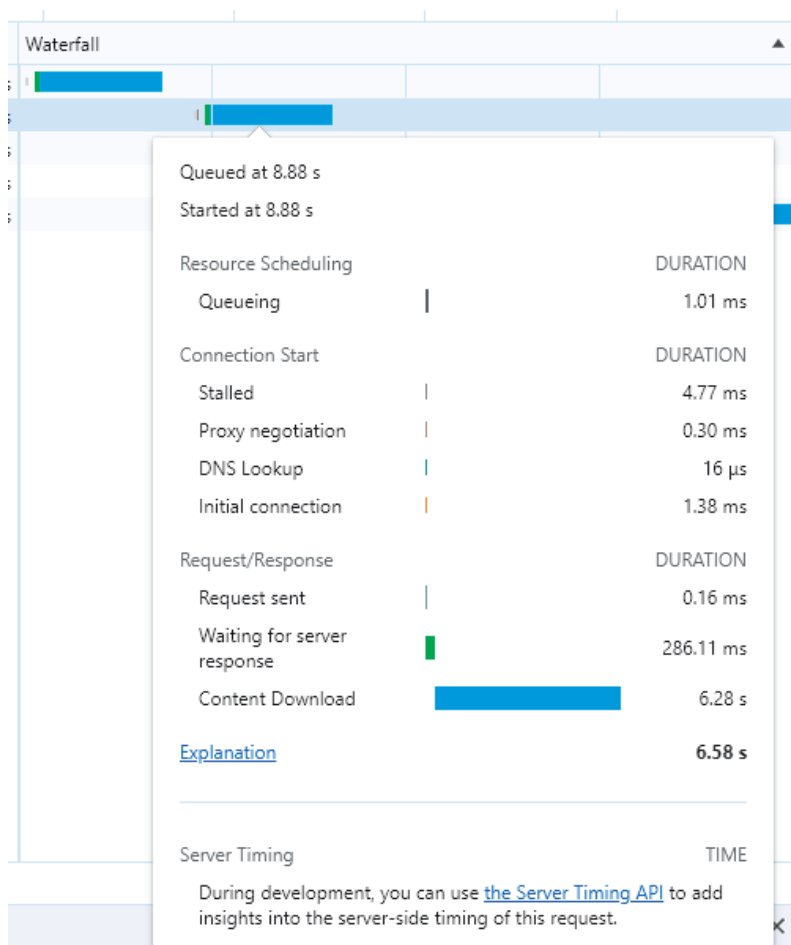 Waterfall
Queued at 8.88 s
Started at 8.88 s
Resource Scheduling DURATION
Queueing 1.01 ms
Connection Start DURATION
Stalled 4.77 ms
Proxy negotiation 0.30 ms
DNS Lookup 16 μs
Initial connection 1.38 ms
Request/Response DURATION
Request sent 0.16 ms
Waiting for server
response 286.11 ms
Content Download 6.28 s
Explanation 6.58 s
Server Timing TIME
During development, you can use the Server Timing API to add
insights into the server-side timing of this request.